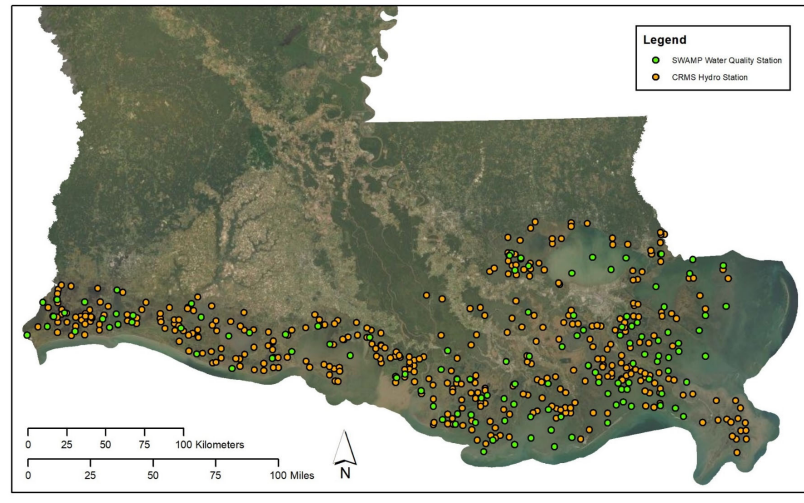 Legend
SWAMP Water Quality Station
CRMS Hydro Station
0 25 50 75 100 Kilometers
0 25 50 75 100 Miles
N